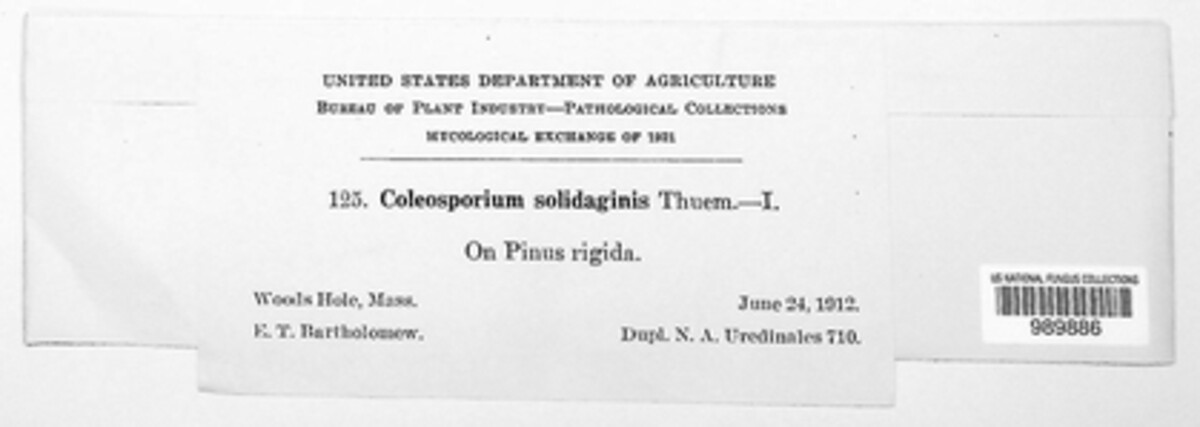 UNITED STATES DEPARTMENT OF AGRICULTURE
BUREAU OF PLANT INDUSTRY—PATHOLOGICAL COLLECTIONS
MYCOLOGICAL EXCHANGE OF 1921
125. Coleosporium solidaginis Thuem.—I.
On Pinus rigida.
Woods Hole, Mass.
June 24, 1912.
E. T. Bartholomew.
Dupl. N. A. Uredinales 710.
US NATIONAL FUNGUS COLLECTIONS
989886